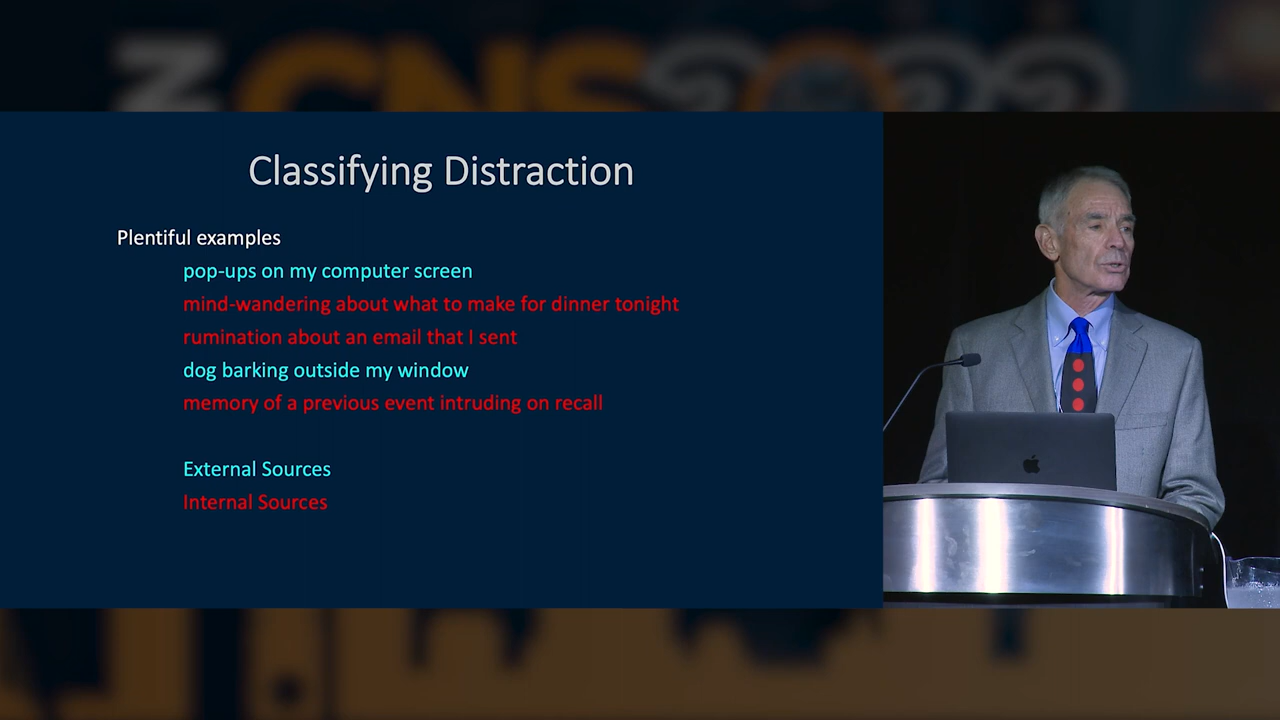 CNS 2022
Classifying Distraction
Plentiful examples
pop-ups on my computer screen
mind-wandering about what to make for dinner tonight
rumination about an email that I sent
dog barking outside my window
memory of a previous event intruding on recall
External Sources
Internal Sources